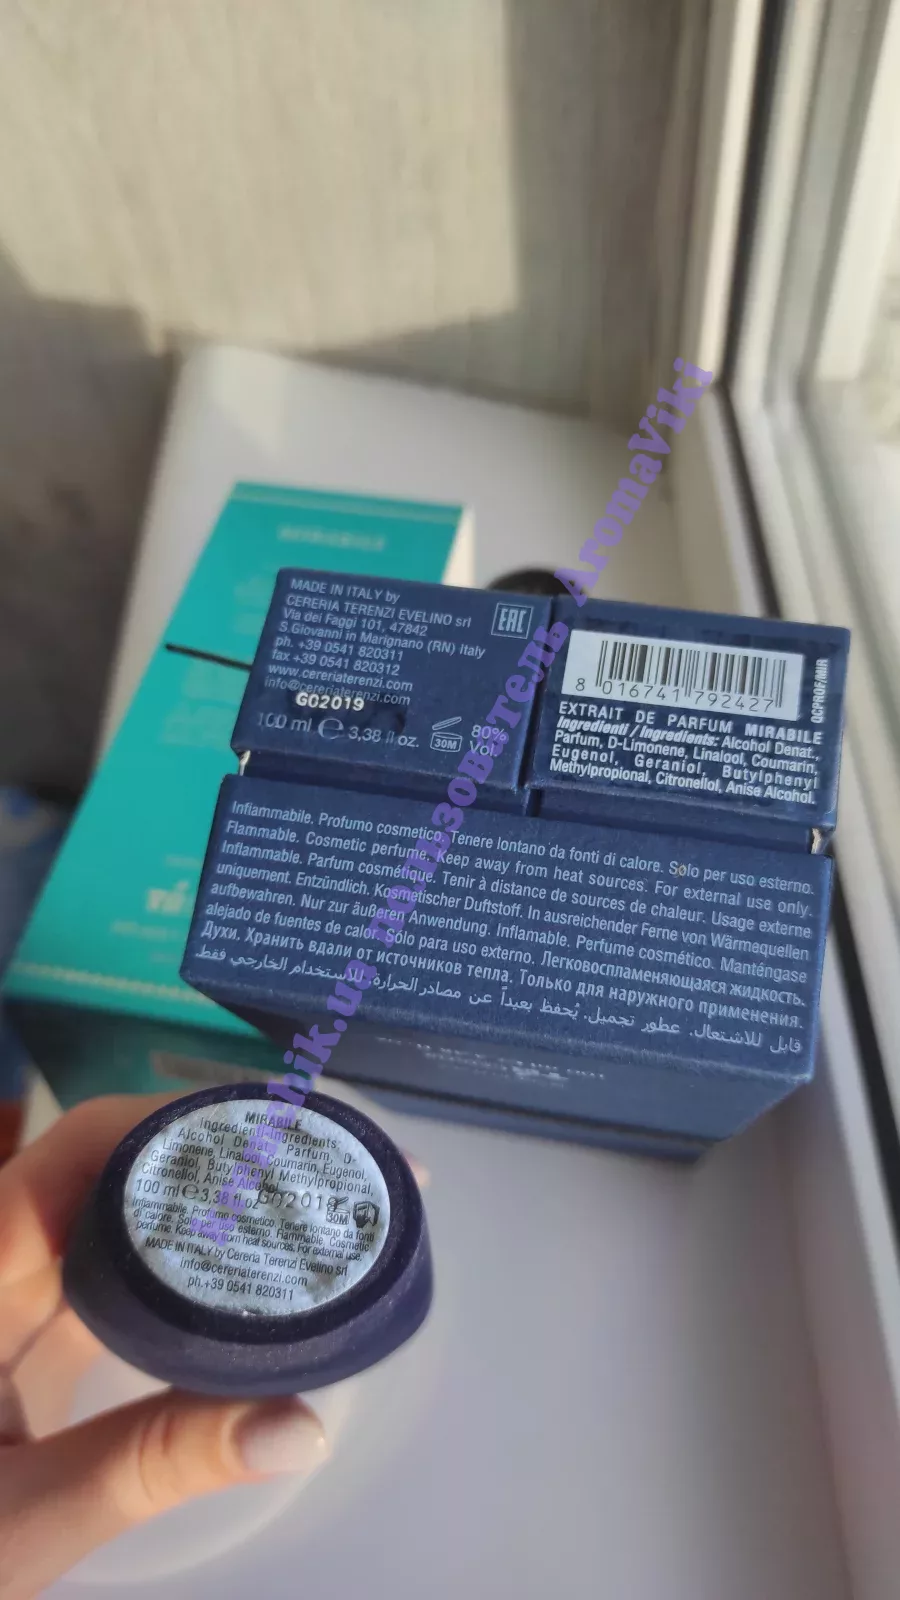 MIRABILE
MADE IN ITALY by
CERERIA TERENZI EVELINO srl
Via dei Faggi 101, 47842
S.Giovanni in Marignano (RN) Italy
ph. +39 0541 820311
fax +39 0541 820312
www.cereriaterenzi.com
info@cereriaterenzi.com
G02019
100 ml e 3,38 fl oz.
30M
80%
Vol.
EAC
8 016741 792427
QCPROF/MIR
EXTRAIT DE PARFUM MIRABILE
Ingredienti / Ingredients: Alcohol Denat.,
Parfum, D-Limonene, Linalool, Coumarin,
Eugenol, Geraniol, Butylphenyl
Methylpropional, Citronellol, Anise Alcohol.
Infiammabile. Profumo cosmetico. Tenere lontano da fonti di calore. Solo per uso esterno.
Flammable. Cosmetic perfume. Keep away from heat sources. For external use only.
Inflammable. Parfum cosmétique. Tenir à distance de sources de chaleur. Usage externe
uniquement. Entzündlich, Kosmetischer Duftstoff. In ausreichender Ferne von Wärmequellen
aufbewahren. Nur zur äußeren Anwendung. Inflamable. Perfume cosmético. Manténgase
alejado de fuentes de calor. Sólo para uso externo. Легковоспламеняющаяся жидкость.
Духи. Хранить вдали от источников тепла. Только для наружного применения.
قابل للاشتعال. عطور تجميل. يُحفظ بعيداً عن مصادر الحرارة. للاستخدام الخارجي فقط
MIRABILE
Ingredienti-Ingredients:
Alcohol Denat., Parfum, D-
Limonene, Linalool, Coumarin, Eugenol,
Geraniol, Butylphenyl Methylpropional,
Citronellol, Anise Alcohol
100 ml e 3,38 fl.oz G02019
30M
Infiammabile. Profumo cosmetico. Tenere lontano da fonti
di calore. Solo per uso esterno. Flammable. Cosmetic
perfume. Keep away from heat sources. For external use.
MADE IN ITALY by Cereria Terenzi Evelino srl
info@cereriaterenzi.com
ph.+39 0541 820311
пользователь AromaViki